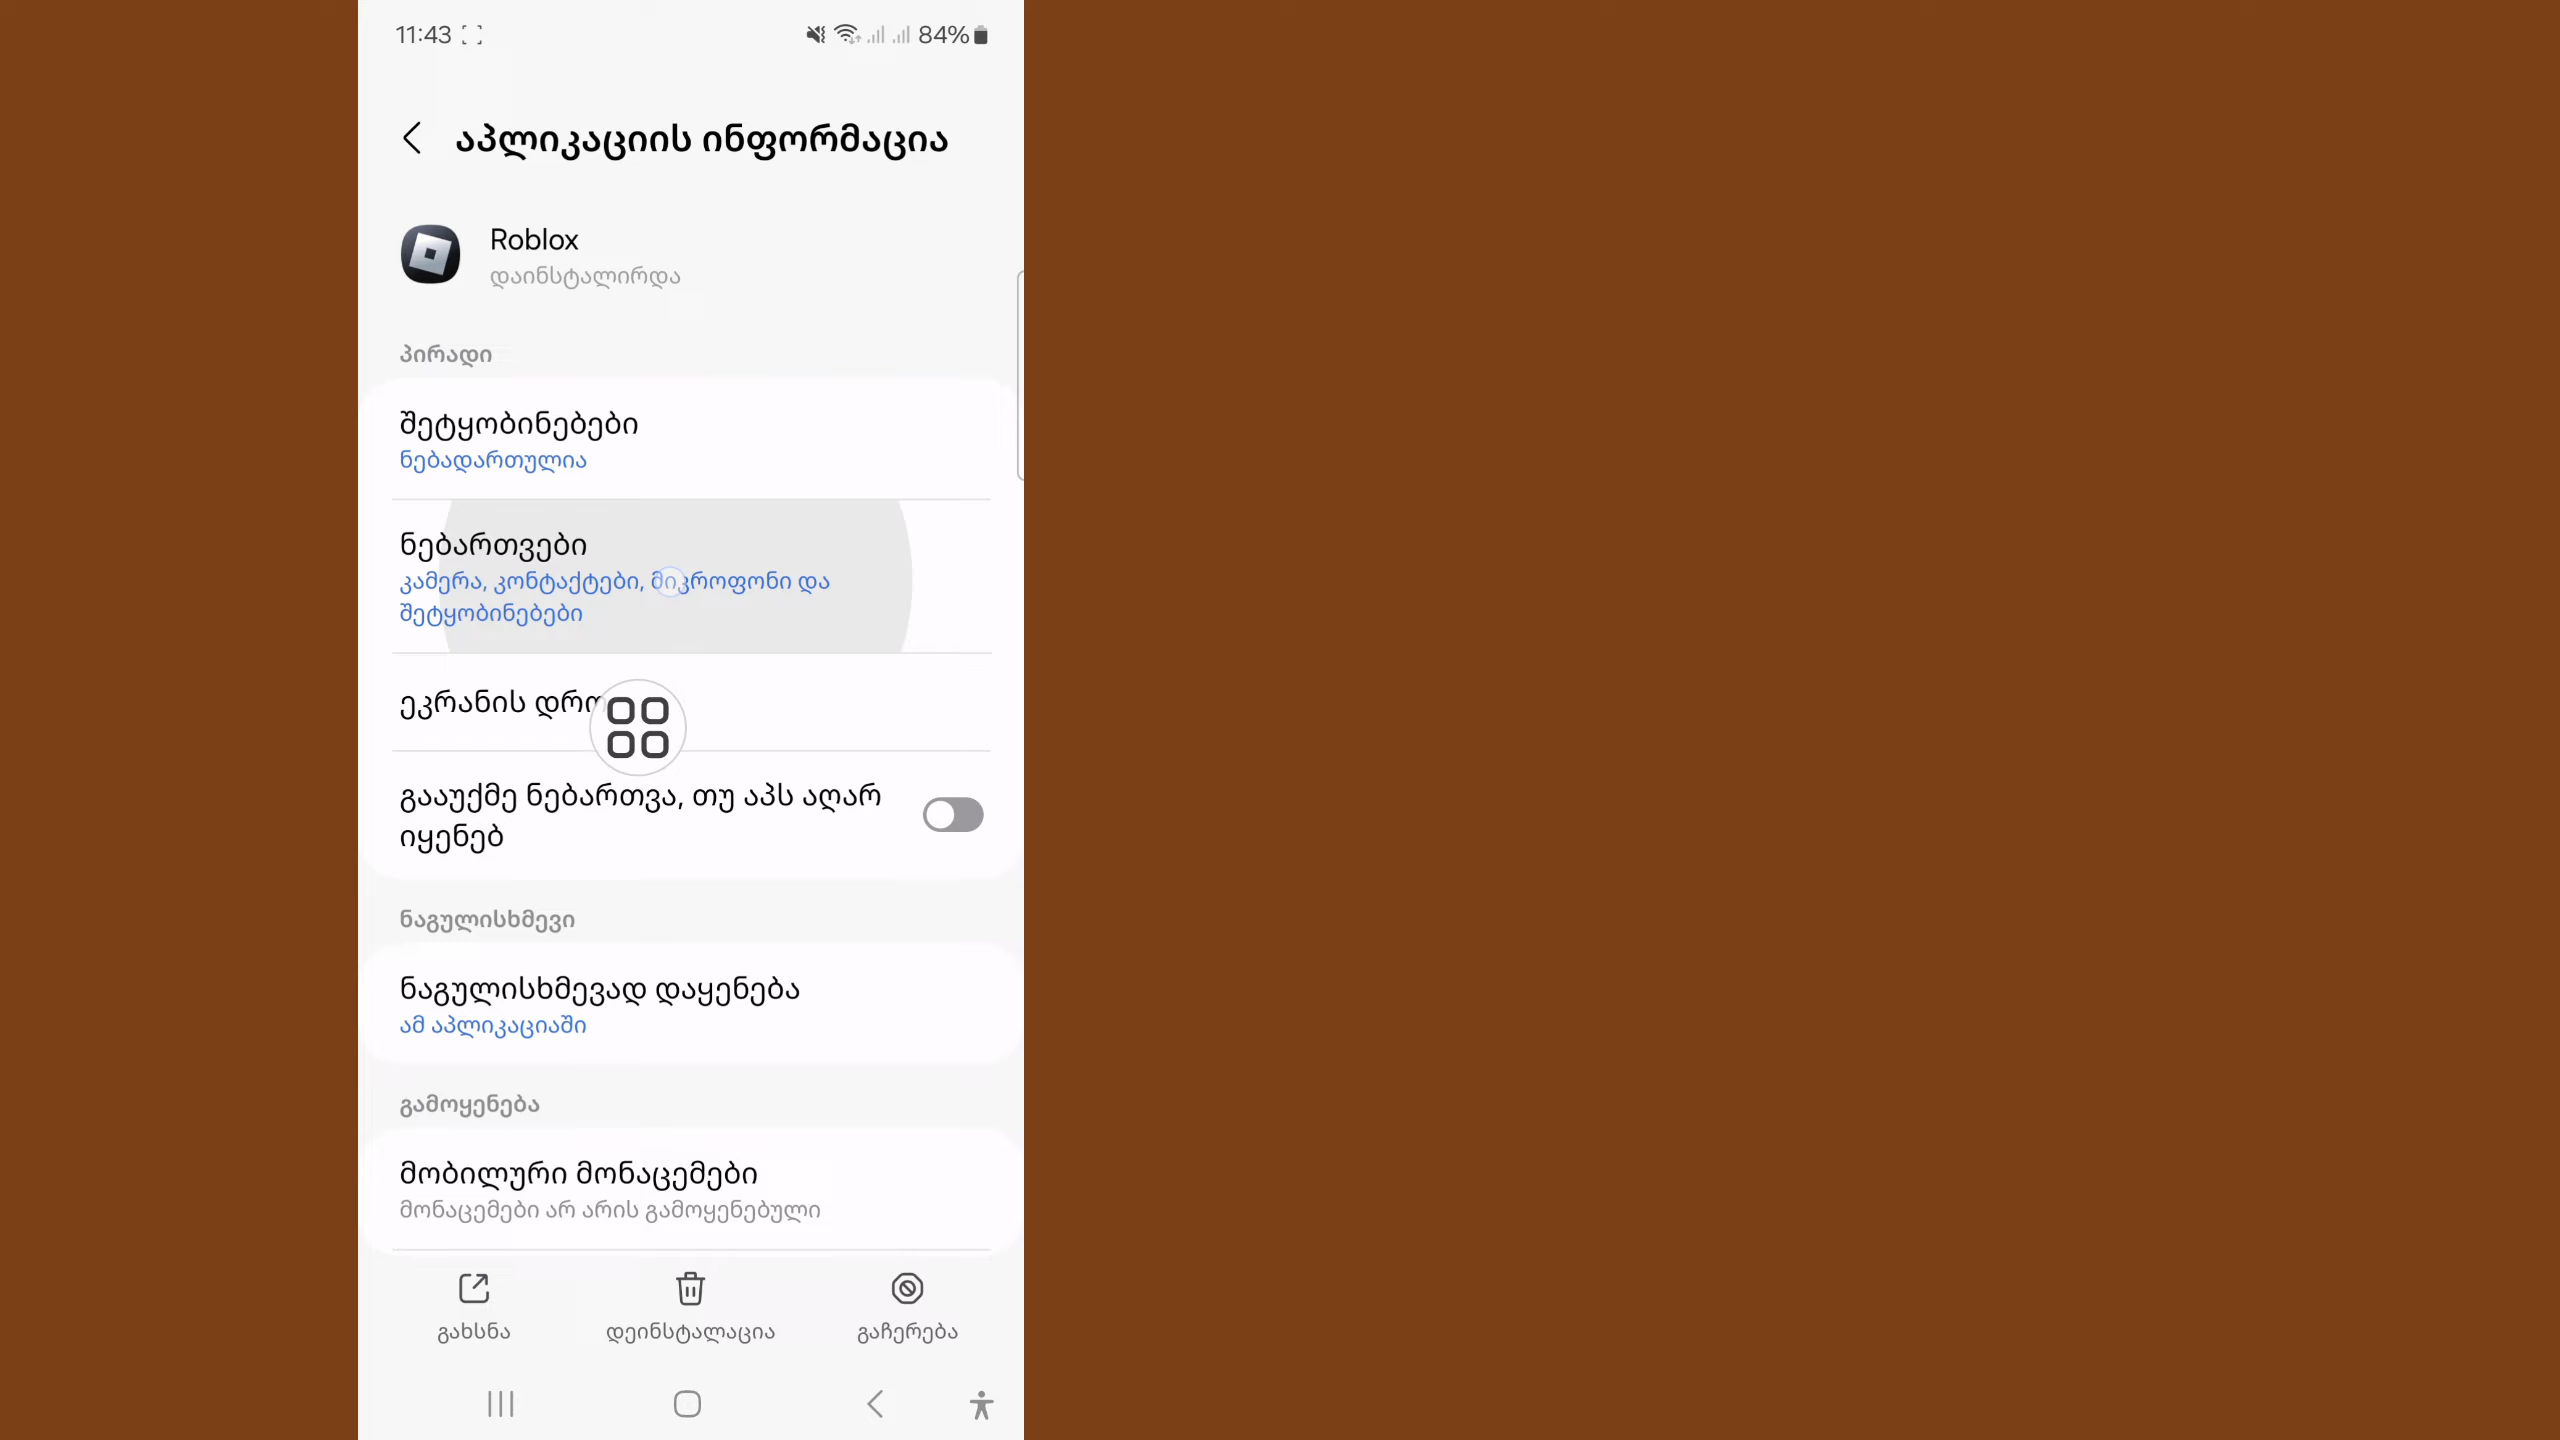 11:43
84%
აპლიკაციის ინფორმაცია
Roblox
დაინსტალირდა
პირადი
შეტყობინებები
ნებადართულია
ნებართვები
კამერა, კონტაქტები, მიკროფონი და
შეტყობინებები
ეკრანის დრო
გააუქმე ნებართვა, თუ აპს აღარ
იყენებ
ნაგულისხმევი
ნაგულისხმევად დაყენება
ამ აპლიკაციაში
გამოყენება
მობილური მონაცემები
მონაცემები არ არის გამოყენებული
გახსნა
დეინსტალაცია
გაჩერება